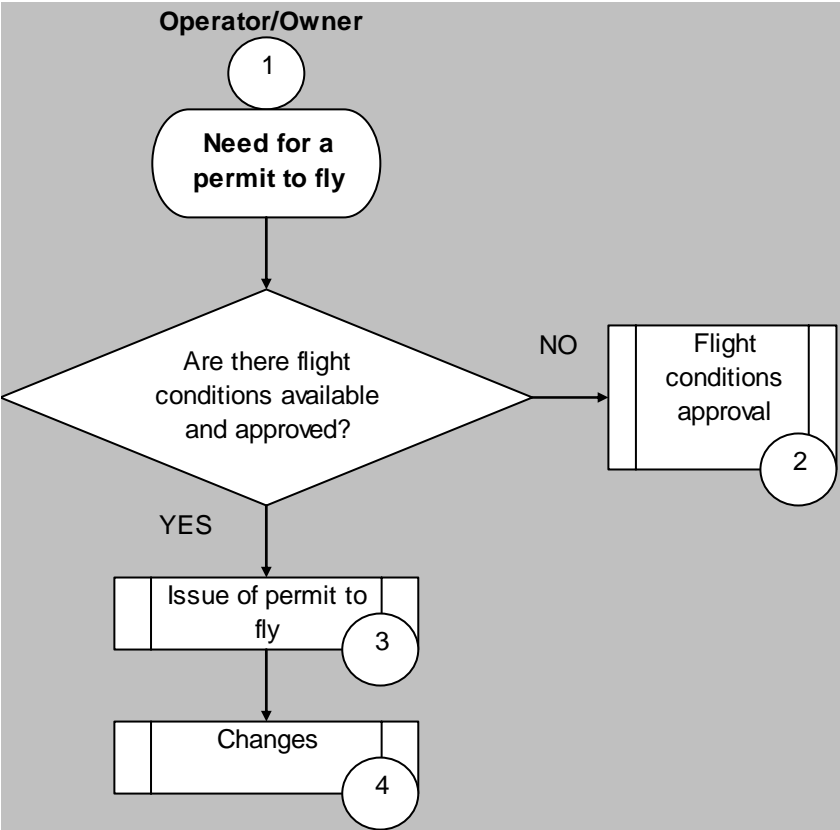 Operator/Owner
1
Need for a
permit to fly
Are there flight
conditions available
and approved?
NO
Flight
conditions
approval
2
YES
Issue of permit to
fly
3
Changes
4